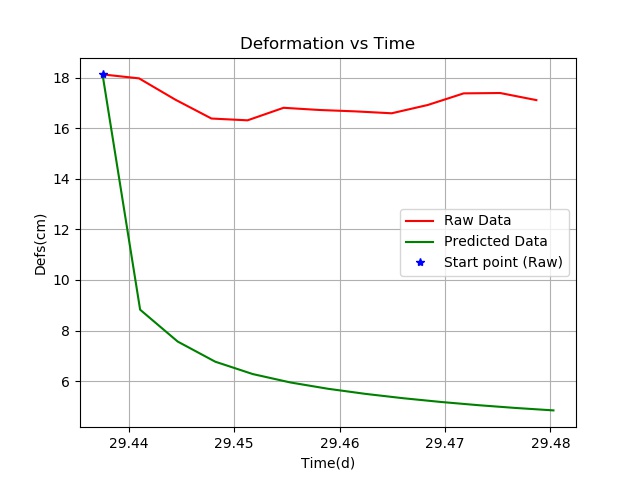 Deformation vs Time
Defs(cm)
18
16
14
12
10
8
6
Raw Data
Predicted Data
Start point (Raw)
29.44 29.45 29.46 29.47 29.48
Time(d)